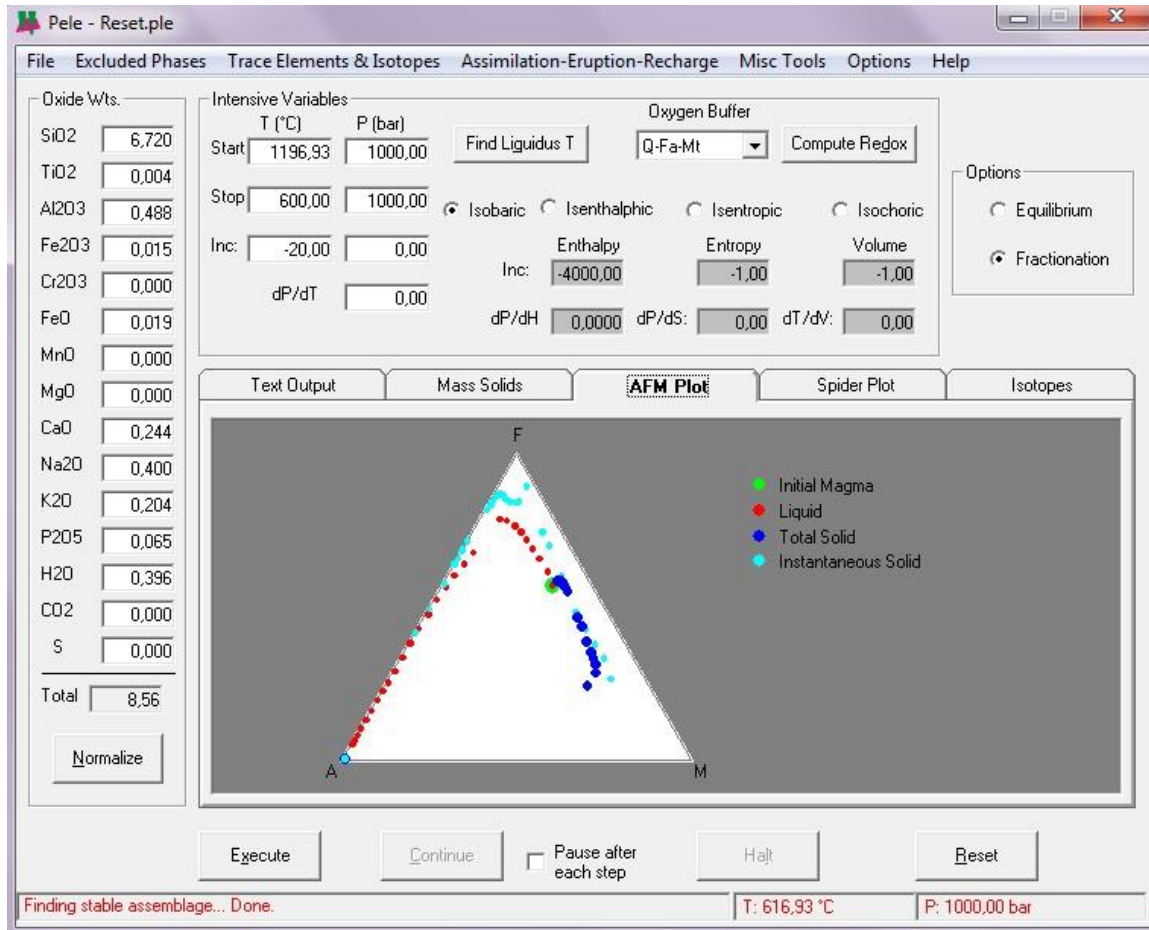 Pele - Reset.ple
File Excluded Phases Trace Elements & Isotopes Assimilation-Eruption-Recharge Misc Tools Options Help
Oxide Wts.
SiO2 6,720
TiO2 0,004
Al2O3 0,488
Fe2O3 0,015
Cr2O3 0,000
FeO 0,019
MnO 0,000
MgO 0,000
CaO 0,244
Na2O 0,400
K2O 0,204
P2O5 0,065
H2O 0,396
CO2 0,000
S 0,000
Total 8,56
Normalize
Intensive Variables
T (°C) P (bar)
Start 1196,93 1000,00
Stop 600,00 1000,00
Inc: -20,00 0,00
dP/dT 0,00
Find Liquidus T
Oxygen Buffer
Q-Fa-Mt
Compute Redox
Isobaric Isenthalphic Isentropic Isochoric
Enthalpy Entropy Volume
Inc: -4000,00 -1,00 -1,00
dP/dH 0,0000 dP/dS: 0,00 dT/dV: 0,00
Options
Equilibrium
Fractionation
Text Output Mass Solids AFM Plot Spider Plot Isotopes
F
A
M
Initial Magma
Liquid
Total Solid
Instantaneous Solid
Execute Continue Pause after each step Halt Reset
Finding stable assemblage... Done. T: 616,93 °C P: 1000,00 bar